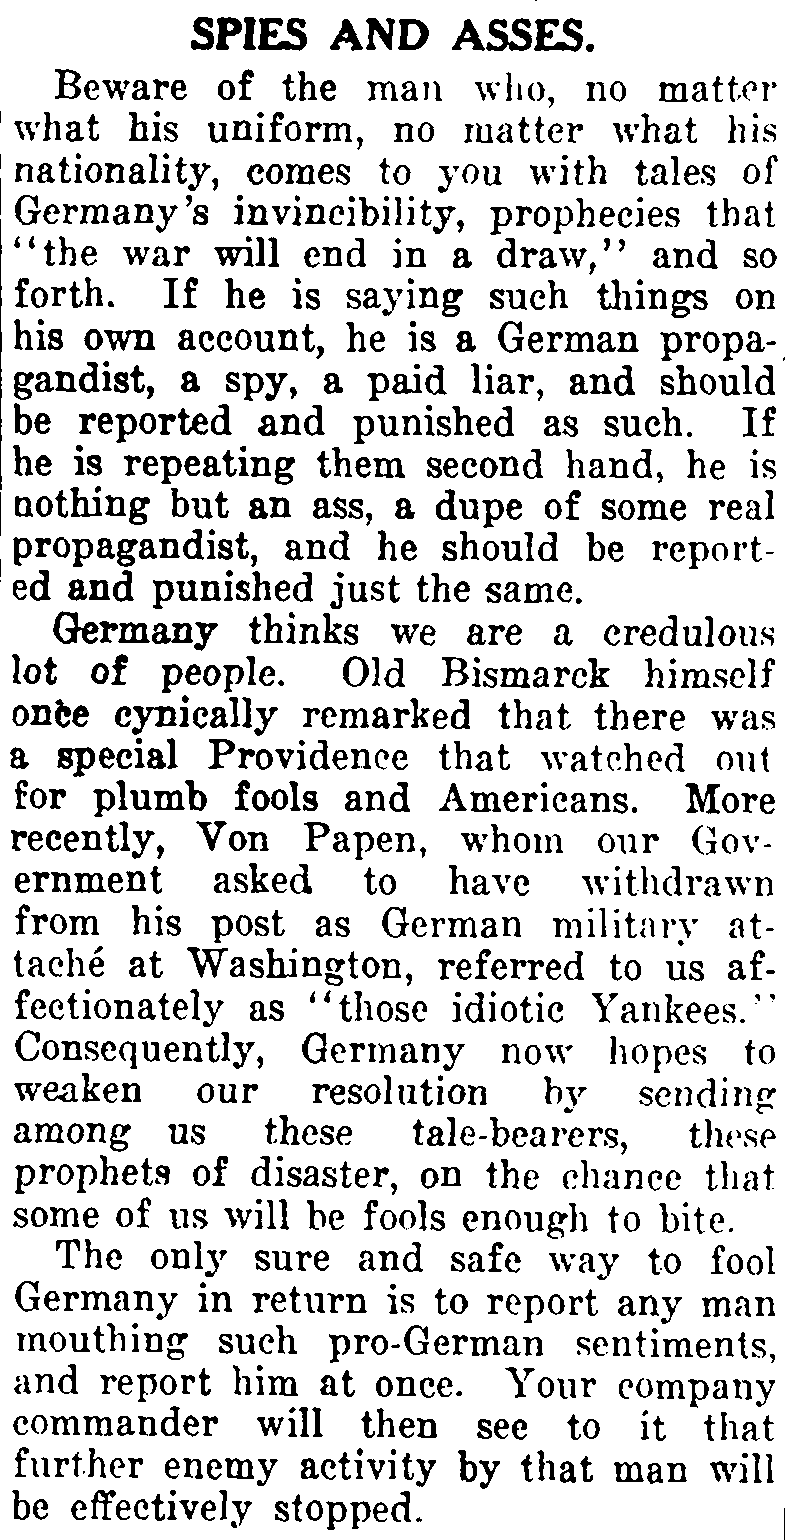 SPIES AND ASSES.
Beware of the man who, no matter
what his uniform, no matter what his
nationality, comes to you with tales of
Germany's invincibility, prophecies that
"the war will end in a draw," and so
forth. If he is saying such things on
his own account, he is a German propa-
gandist, a spy, a paid liar, and should
be reported and punished as such. If
he is repeating them second hand, he is
nothing but an ass, a dupe of some real
propagandist, and he should be report-
ed and punished just the same.
Germany thinks we are a credulous
lot of people. Old Bismarck himself
once cynically remarked that there was
a special Providence that watched out
for plumb fools and Americans. More
recently, Von Papen, whom our Gov-
ernment asked to have withdrawn
from his post as German military at-
taché at Washington, referred to us af-
fectionately as "those idiotic Yankees."
Consequently, Germany now hopes to
weaken our resolution by sending
among us these tale-bearers, these
prophets of disaster, on the chance that
some of us will be fools enough to bite.
The only sure and safe way to fool
Germany in return is to report any man
mouthing such pro-German sentiments,
and report him at once. Your company
commander will then see to it that
further enemy activity by that man will
be effectively stopped.